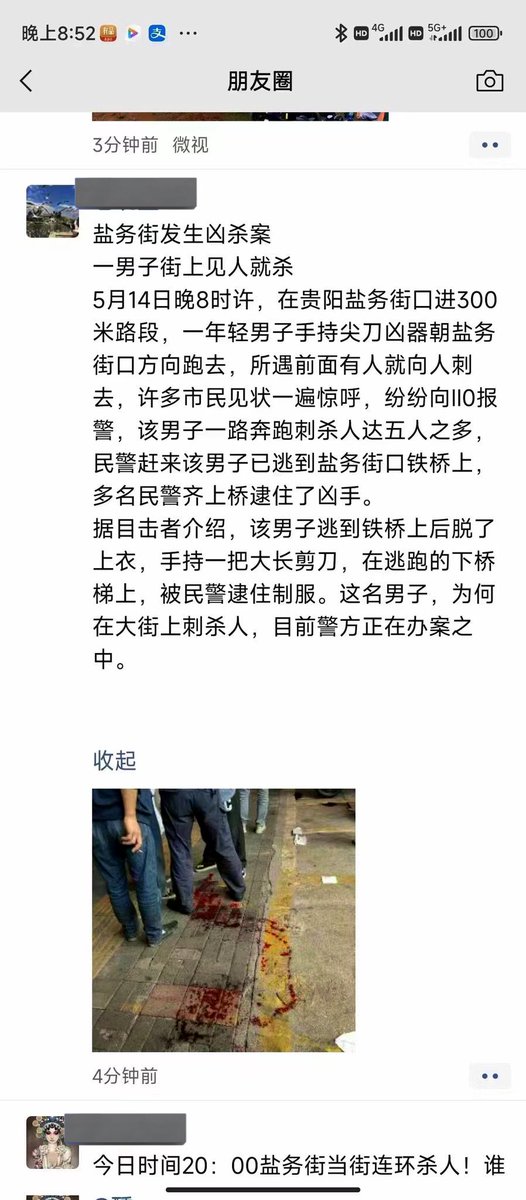 晚上8:52
HD 4G HD 5G+ 100
朋友圈
3分钟前 微视
盐务街发生凶杀案
一男子街上见人就杀
5月14日晚8时许，在贵阳盐务街口进300
米路段，一年轻男子手持尖刀凶器朝盐务
街口方向跑去，所遇前面有人就向人刺
去，许多市民见状一遍惊呼，纷纷向ll0报
警，该男子一路奔跑刺杀人达五人之多，
民警赶来该男子已逃到盐务街口铁桥上，
多名民警齐上桥逮住了凶手。
据目击者介绍，该男子逃到铁桥上后脱了
上衣，手持一把大长剪刀，在逃跑的下桥
梯上，被民警逮住制服。这名男子，为何
在大街上刺杀人，目前警方正在办案之
中。
收起
4分钟前
今日时间20：00盐务街当街连环杀人！谁